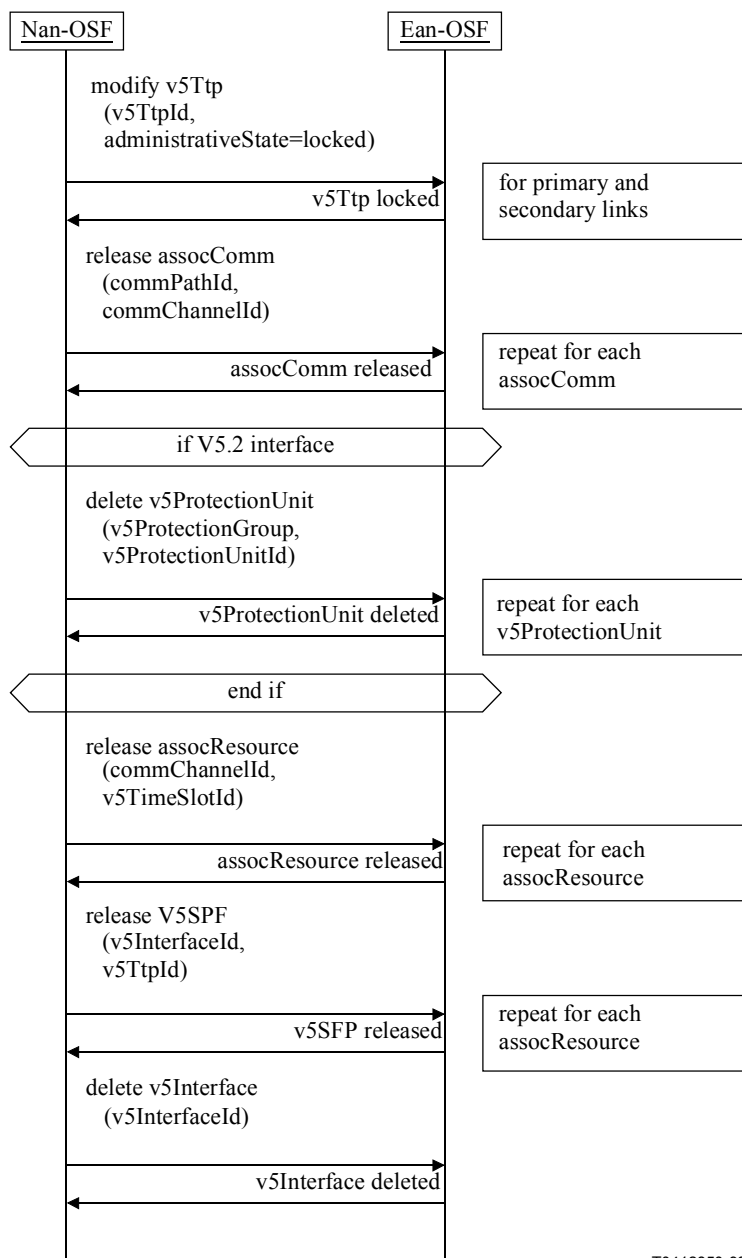 Nan-OSF
Ean-OSF
modify v5Ttp
(v5TtpId,
administrativeState=locked)
v5Ttp locked
for primary and
secondary links
release assocComm
(commPathId,
commChannelId)
assocComm released
repeat for each
assocComm
if V5.2 interface
delete v5ProtectionUnit
(v5ProtectionGroup,
v5ProtectionUnitId)
v5ProtectionUnit deleted
repeat for each
v5ProtectionUnit
end if
release assocResource
(commChannelId,
v5TimeSlotId)
assocResource released
repeat for each
assocResource
release V5SPF
(v5InterfaceId,
v5TtpId)
v5SFP released
repeat for each
assocResource
delete v5Interface
(v5InterfaceId)
v5Interface deleted